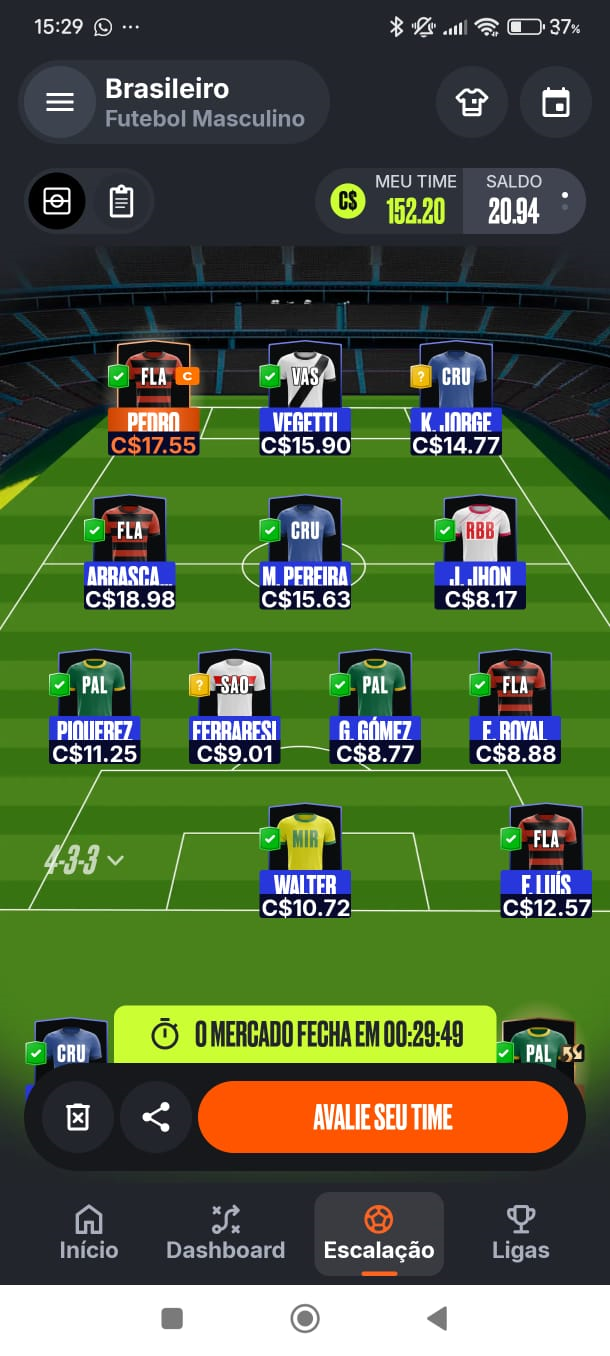 15:29 ... 37%
Brasileiro
Futebol Masculino
C$ MEU TIME 152.20 SALDO 20.94
FLA C VAS ? CRU
PEDRO VEGETTI K. JORGE
C$17.55 C$15.90 C$14.77
FLA CRU RBB
ARRASCA... M. PEREIRA J. JHON
C$18.98 C$15.63 C$8.17
PAL ? SAO PAL FLA
PIQUEREZ FERRARESI G. GÓMEZ E. ROYAL
C$11.25 C$9.01 C$8.77 C$8.88
MIR FLA
4-3-3
WALTER F. LUÍS
C$10.72 C$12.57
O MERCADO FECHA EM 00:29:49
CRU PAL
AVALIE SEU TIME
Início Dashboard Escalação Ligas